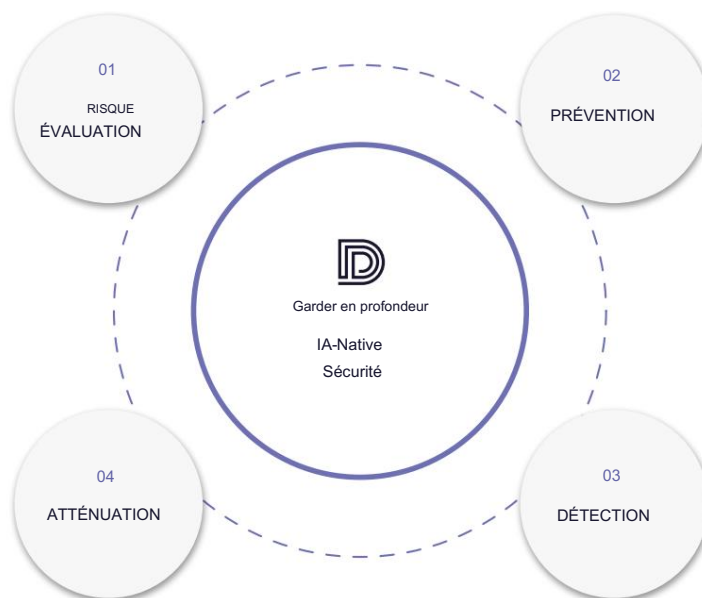 01
RISQUE
ÉVALUATION
02
PRÉVENTION
Garder en profondeur
IA-Native
Sécurité
04
ATTÉNUATION
03
DÉTECTION